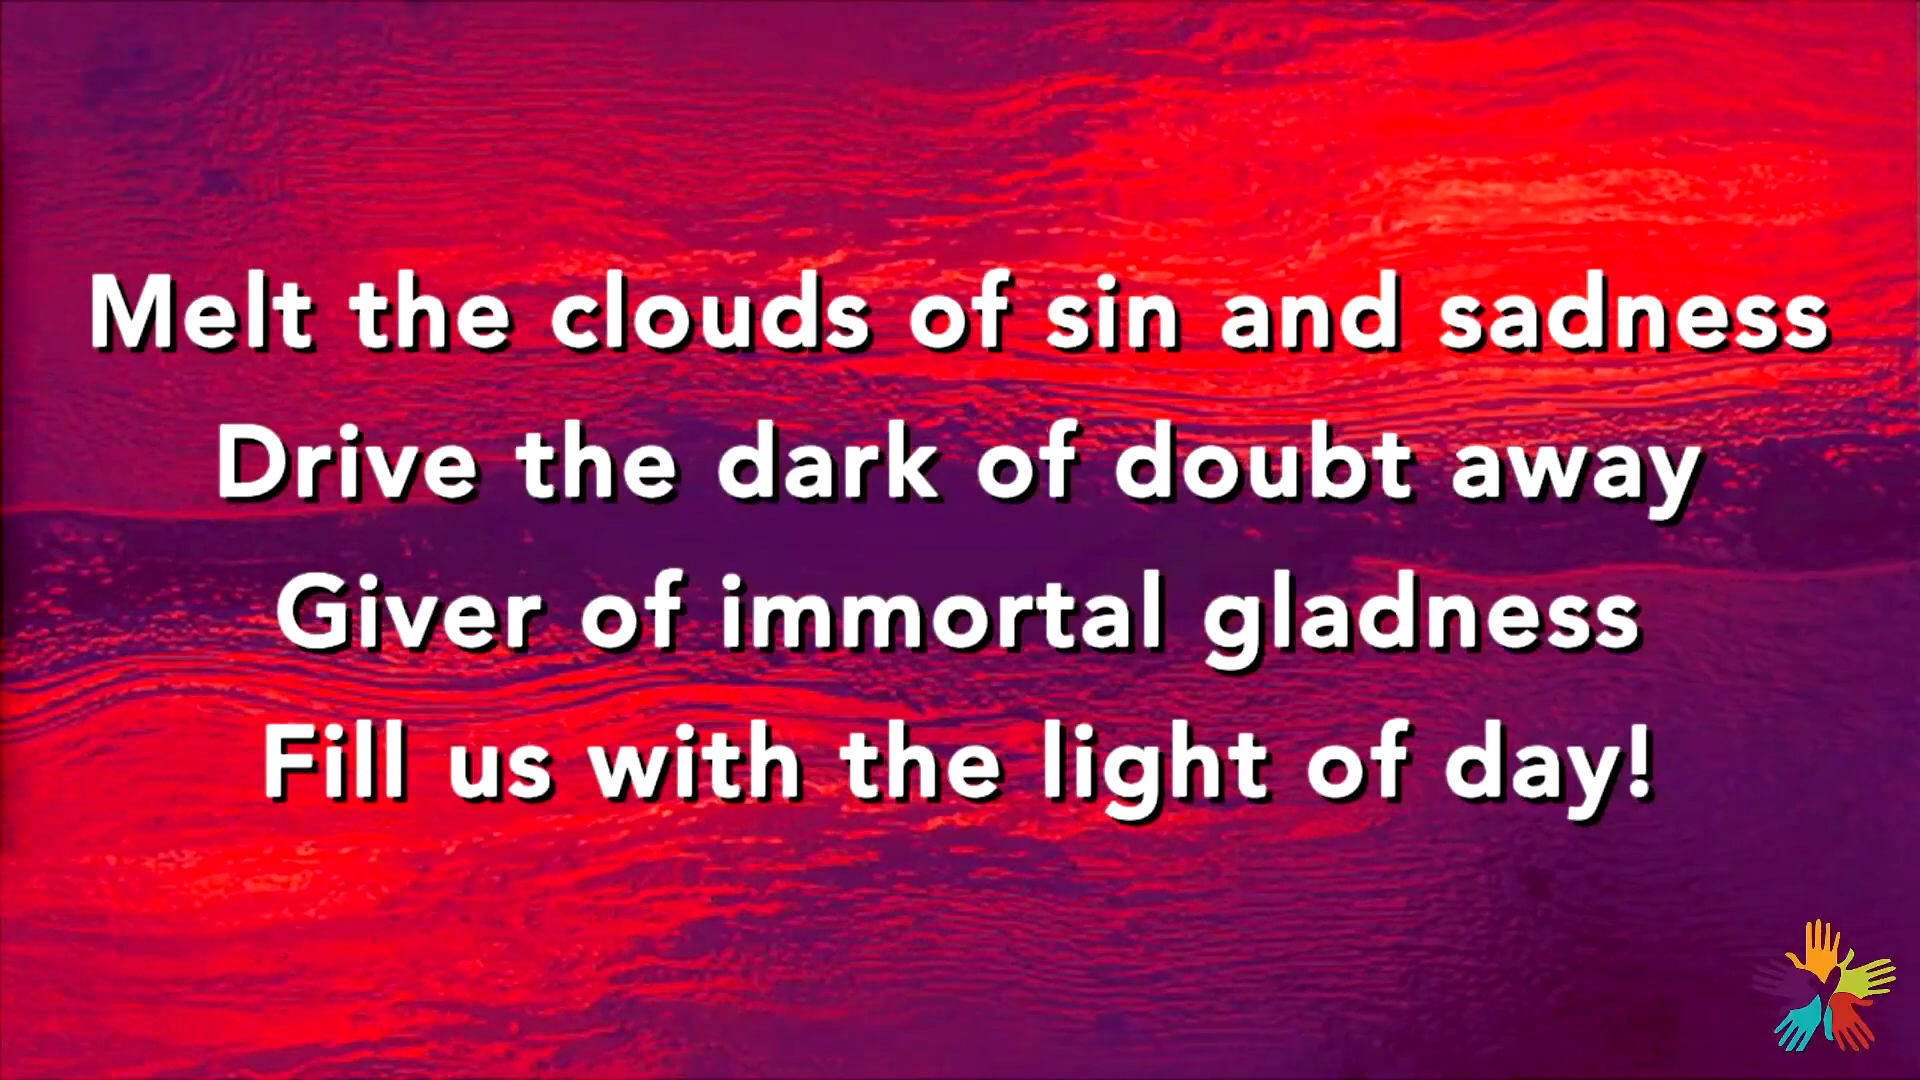 Melt the clouds of sin and sadness
Drive the dark of doubt away
Giver of immortal gladness
Fill us with the light of day!